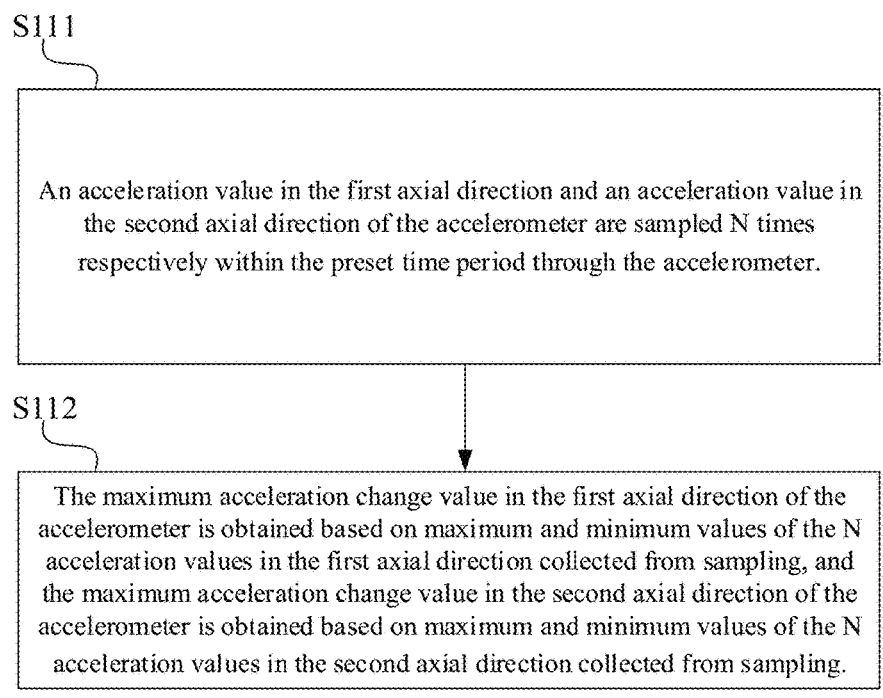 S111
An acceleration value in the first axial direction and an acceleration value in
the second axial direction of the accelerometer are sampled N times
respectively within the preset time period through the accelerometer.
S112
The maximum acceleration change value in the first axial direction of the
accelerometer is obtained based on maximum and minimum values of the N
acceleration values in the first axial direction collected from sampling, and
the maximum acceleration change value in the second axial direction of the
accelerometer is obtained based on maximum and minimum values of the N
acceleration values in the second axial direction collected from sampling.